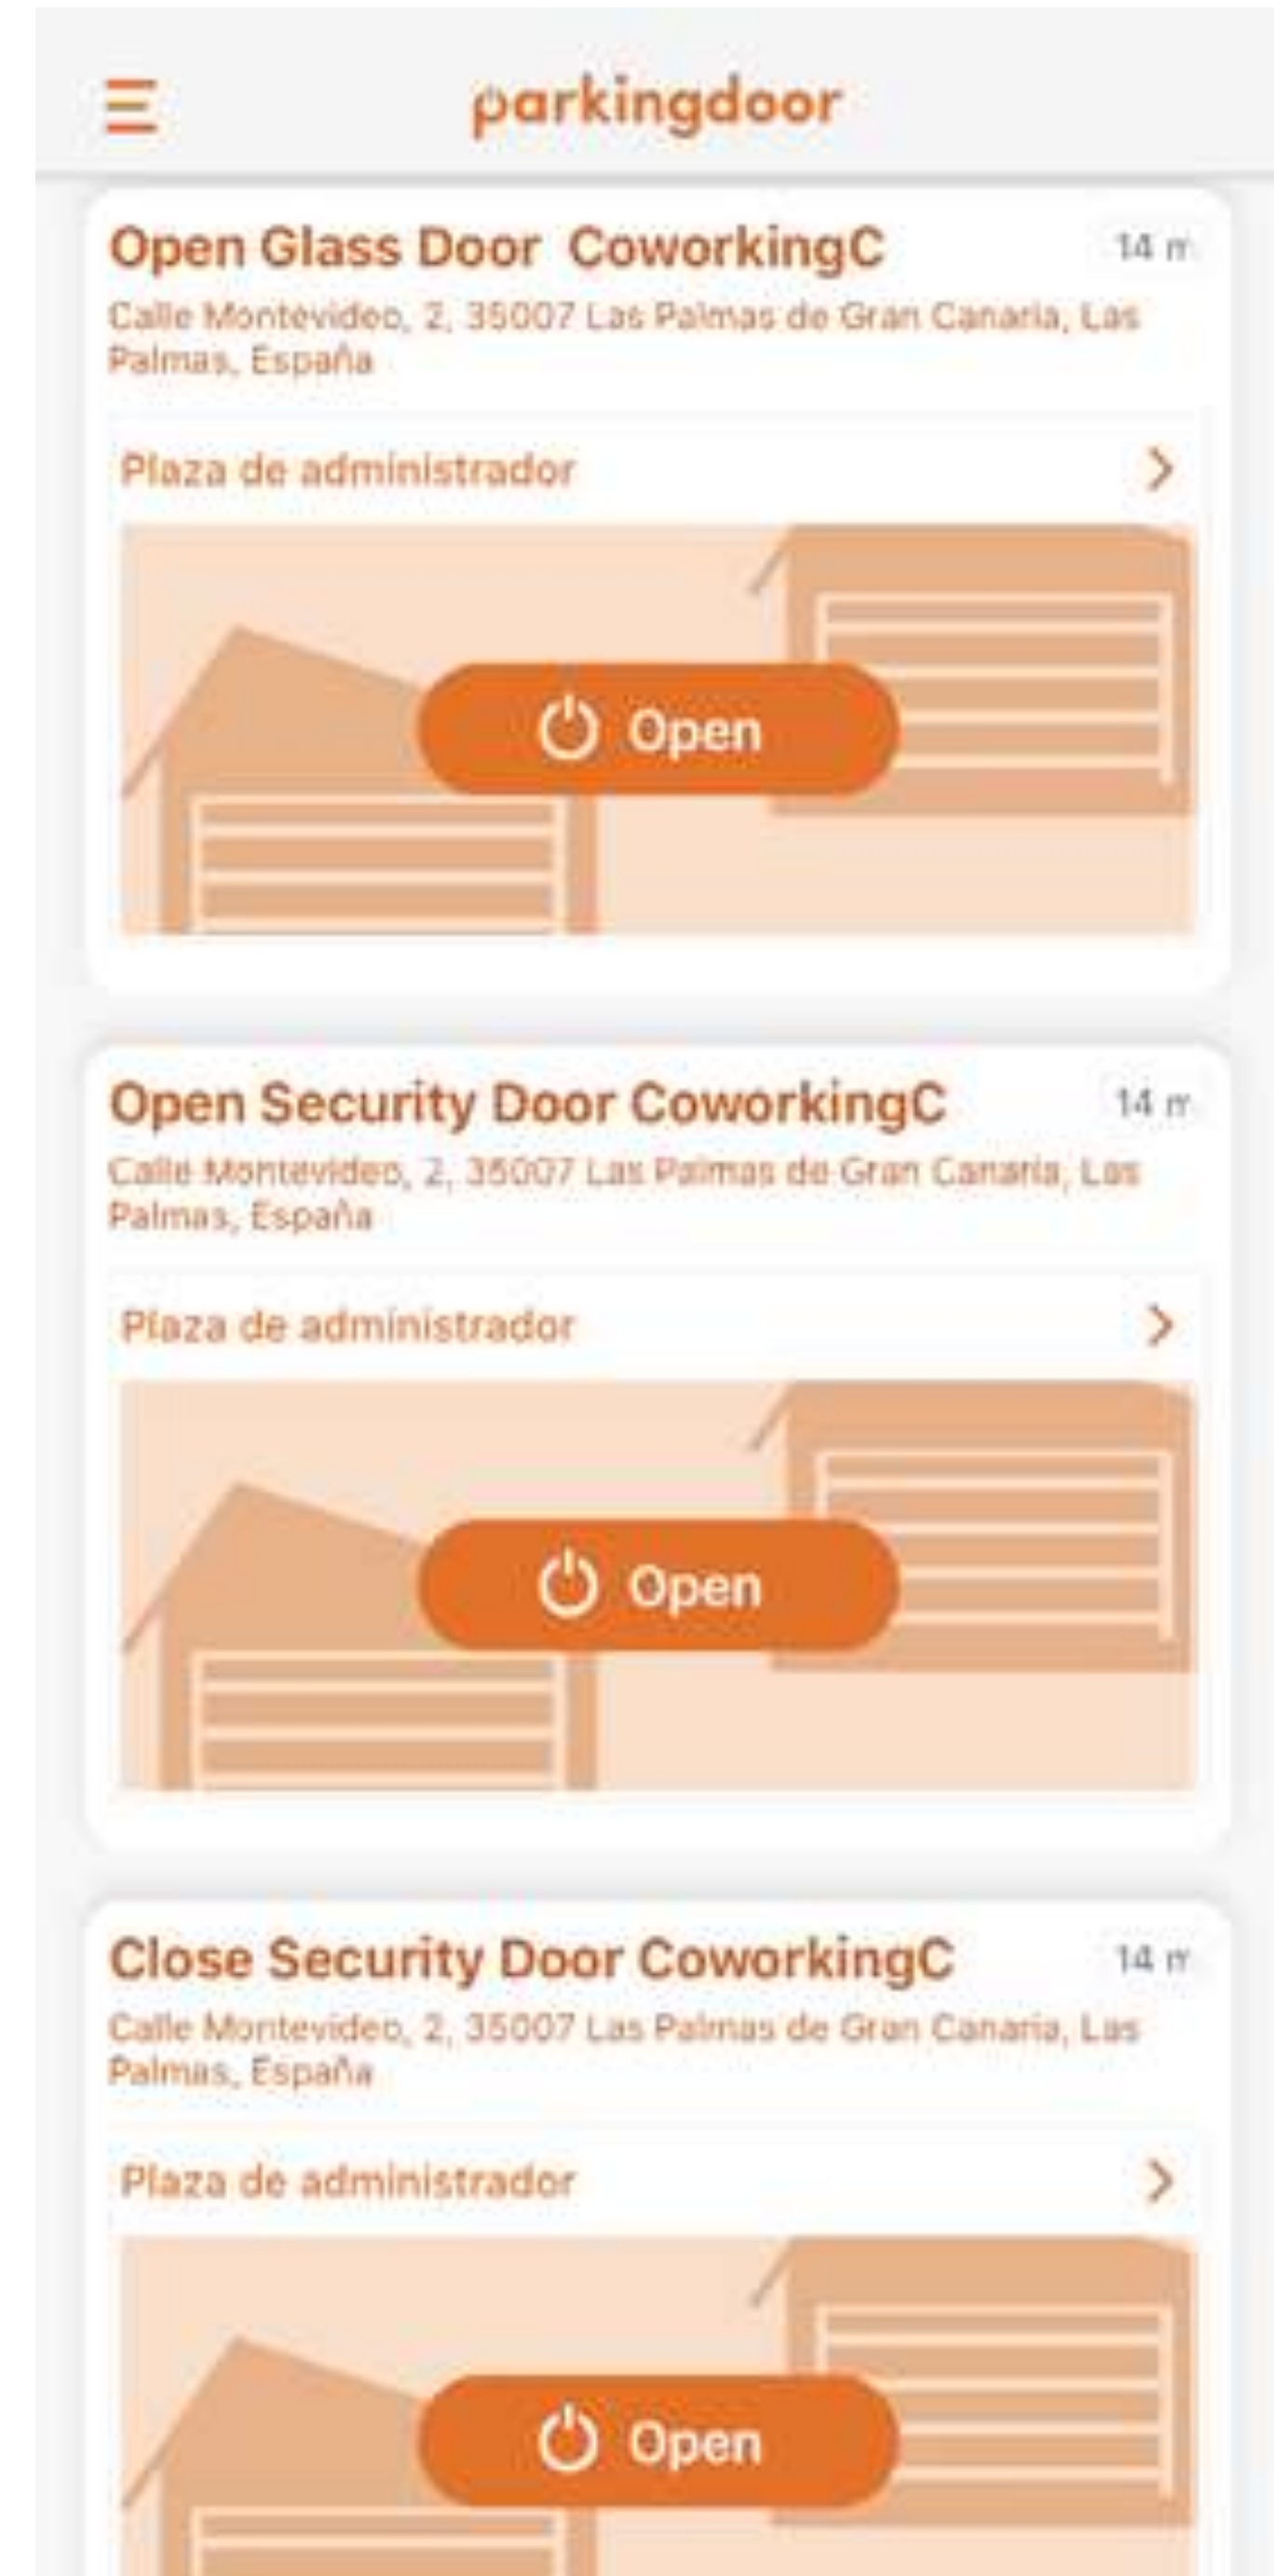 parkingdoor
Open Glass Door CoworkingC
14 m
Calle Montevideo, 2, 35007 Las Palmas de Gran Canaria, Las
Palmas, España
Plaza de administrador
Open
Open Security Door CoworkingC
14 m
Calle Montevideo, 2, 35007 Las Palmas de Gran Canaria, Las
Palmas, España
Plaza de administrador
Open
Close Security Door CoworkingC
14 m
Calle Montevideo, 2, 35007 Las Palmas de Gran Canaria, Las
Palmas, España
Plaza de administrador
Open